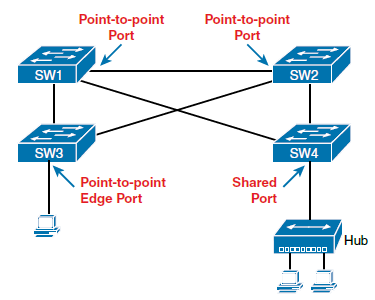 Point-to-point
Port
Point-to-point
Port
SW1
SW2
SW3
SW4
Point-to-point
Edge Port
Shared
Port
Hub